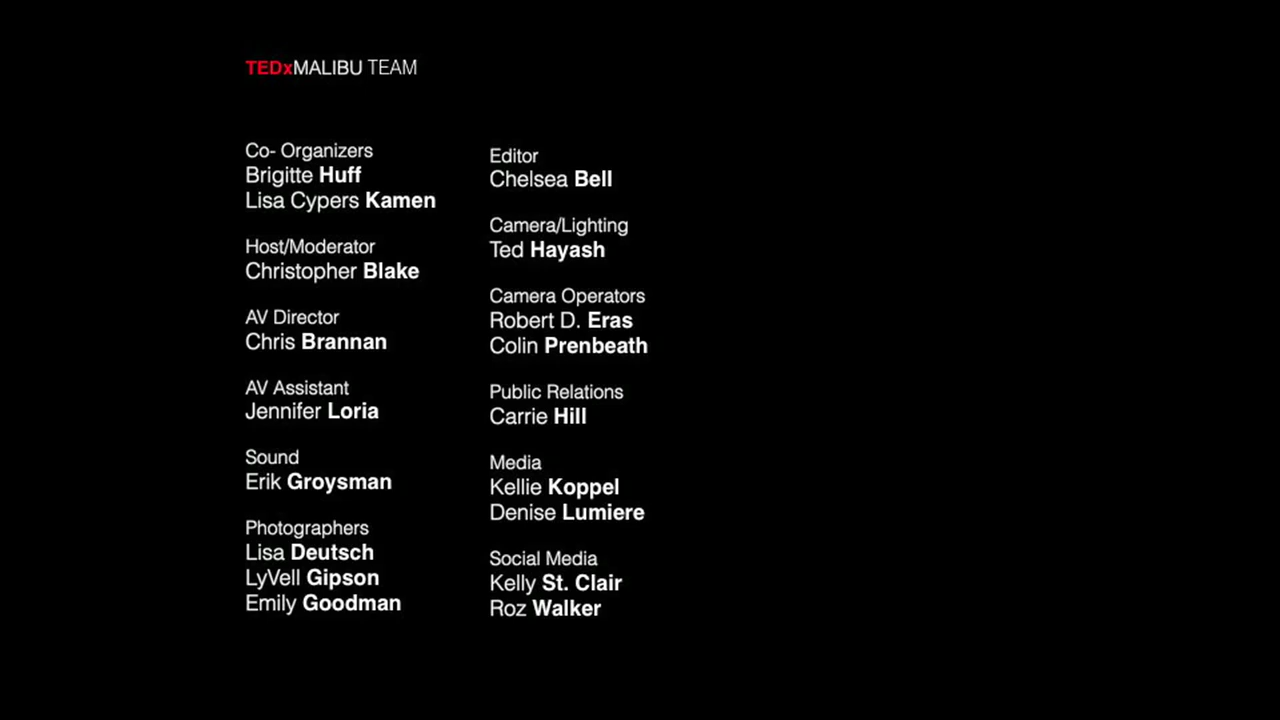 TEDxMALIBU TEAM
Co- Organizers
Brigitte Huff
Lisa Cypers Kamen
Host/Moderator
Christopher Blake
AV Director
Chris Brannan
AV Assistant
Jennifer Loria
Sound
Erik Groysman
Photographers
Lisa Deutsch
LyVell Gipson
Emily Goodman
Editor
Chelsea Bell
Camera/Lighting
Ted Hayash
Camera Operators
Robert D. Eras
Colin Prenbeath
Public Relations
Carrie Hill
Media
Kellie Koppel
Denise Lumiere
Social Media
Kelly St. Clair
Roz Walker